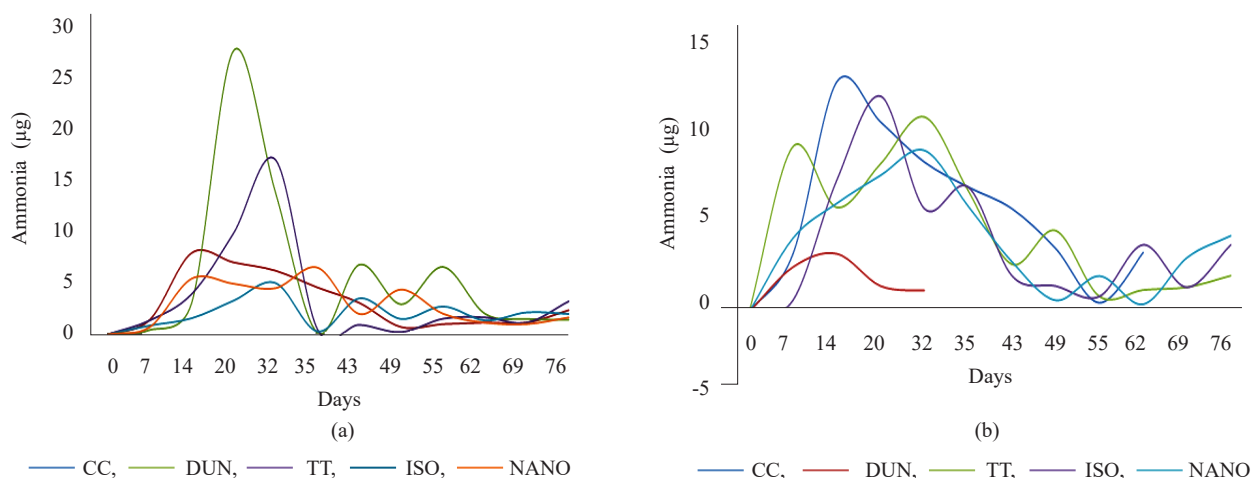 30
25
20
15
10
5
0
Ammonia (µg)
0 7 14 20 32 37 43 49 55 62 69 76
Days
(a)
CC, DUN, TT, ISO, NANO
15
10
5
0
-5
Ammonia (µg)
0 7 14 20 32 35 43 49 55 62 69 76
Days
(b)
CC, DUN, TT, ISO, NANO